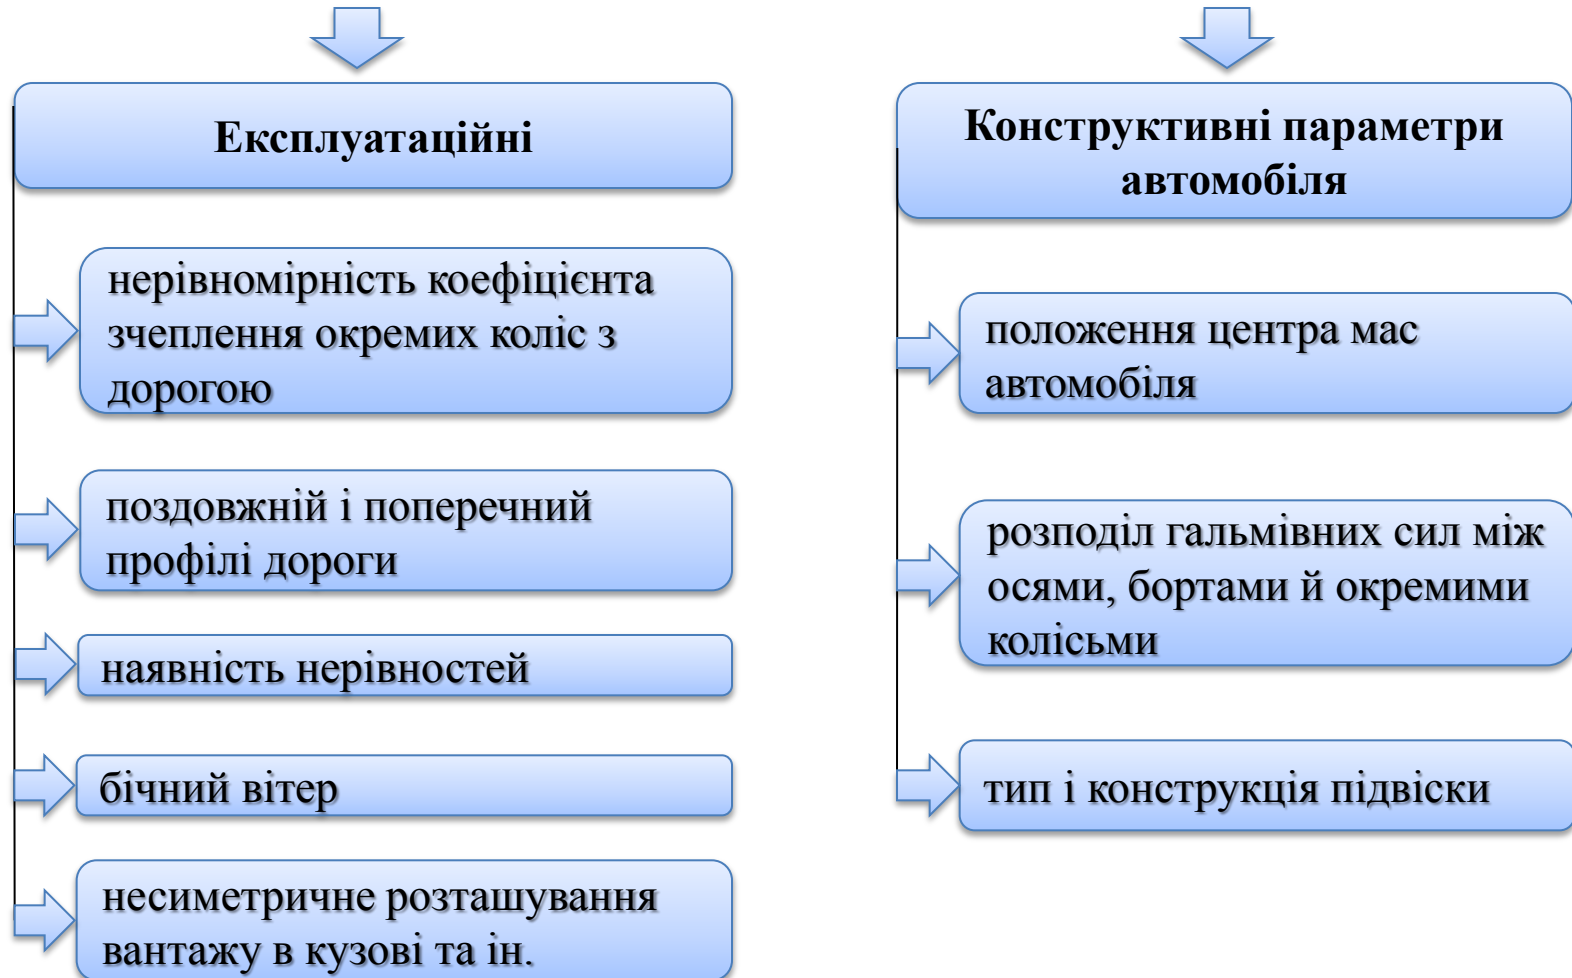 Експлуатаційні
нерівномірність коефіцієнта
зчеплення окремих коліс з
дорогою
поздовжній і поперечний
профілі дороги
наявність нерівностей
бічний вітер
несиметричне розташування
вантажу в кузові та ін.
Конструктивні параметри
автомобіля
положення центра мас
автомобіля
розподіл гальмівних сил між
осями, бортами й окремими
колісьми
тип і конструкція підвіски